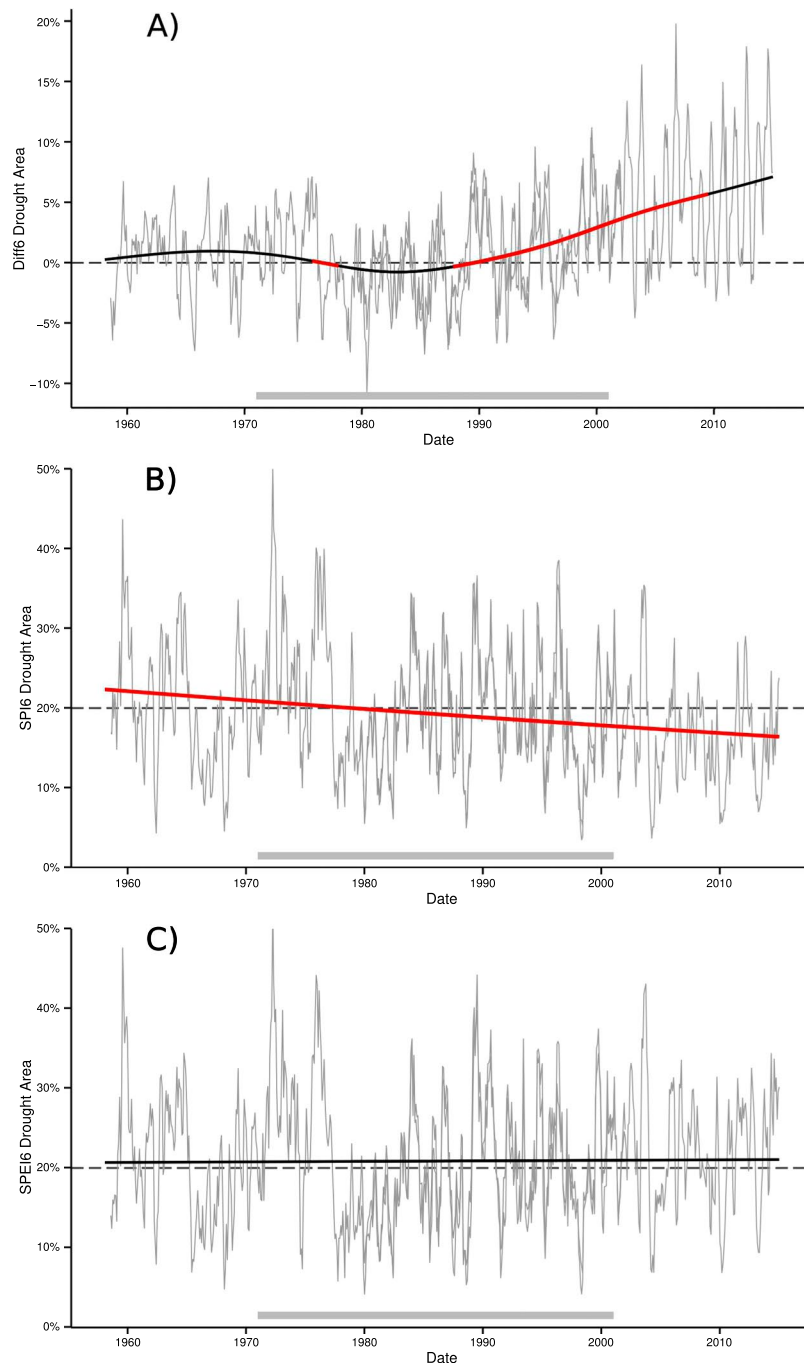 A)
20%
15%
10%
5%
0%
−5%
−10%
Diff6 Drought Area
1960 1970 1980 1990 2000 2010
Date
B)
50%
40%
30%
20%
10%
0%
SPI6 Drought Area
1960 1970 1980 1990 2000 2010
Date
C)
50%
40%
30%
20%
10%
0%
SPEI6 Drought Area
1960 1970 1980 1990 2000 2010
Date